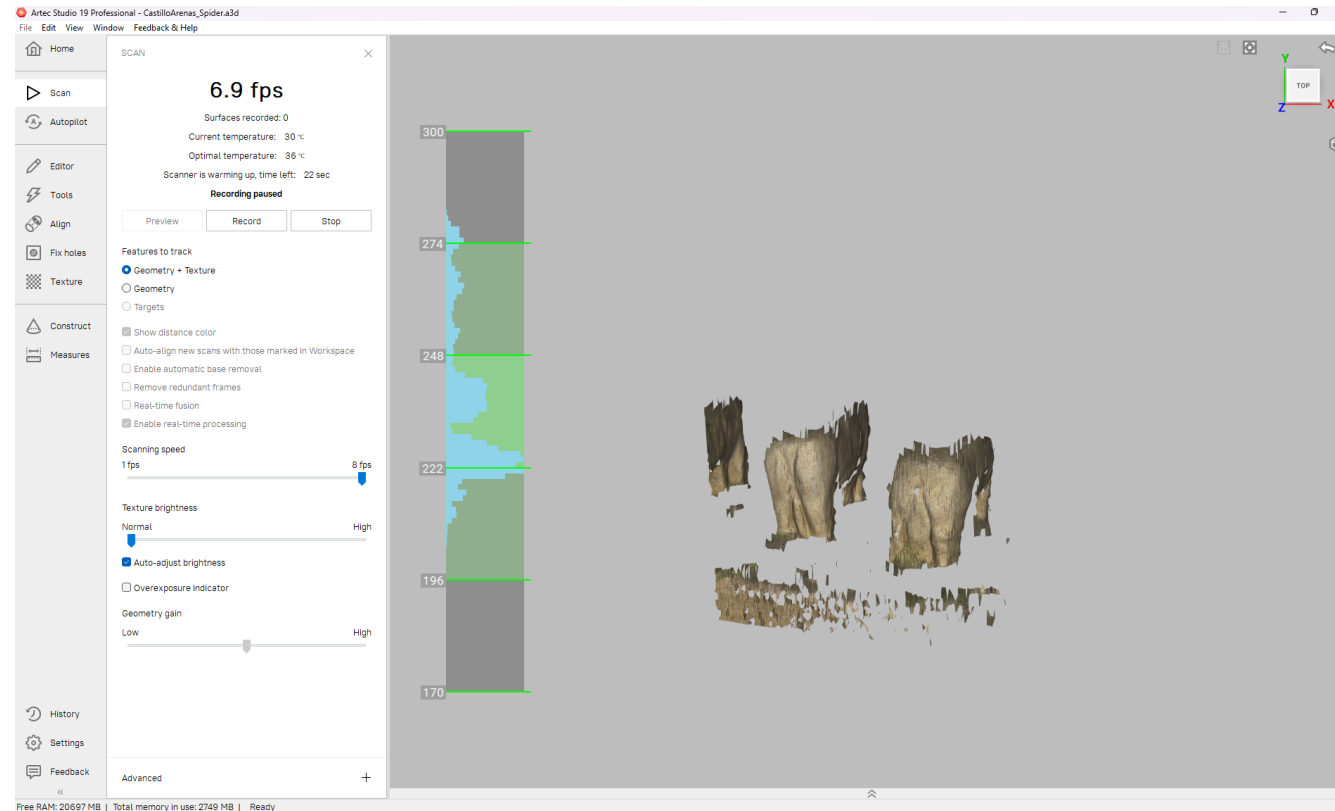 Artec Studio 19 Professional - CastilloArenas_Spider.a3d
File Edit View Window Feedback & Help
Home
Scan
Autopilot
Editor
Tools
Align
Fix holes
Texture
Construct
Measures
History
Settings
Feedback
SCAN
6.9 fps
Surfaces recorded: 0
Current temperature: 30 °C
Optimal temperature: 36 °C
Scanner is warming up, time left: 22 sec
Recording paused
Preview Record Stop
Features to track
Geometry + Texture
Geometry
Targets
Show distance color
Auto-align new scans with those marked in Workspace
Enable automatic base removal
Remove redundant frames
Real-time fusion
Enable real-time processing
Scanning speed
1 fps 8 fps
Texture brightness
Normal High
Auto-adjust brightness
Overexposure indicator
Geometry gain
Low High
Advanced
300
274
248
222
196
170
Y
TOP
Z X
Free RAM: 20697 MB | Total memory in use: 2749 MB | Ready